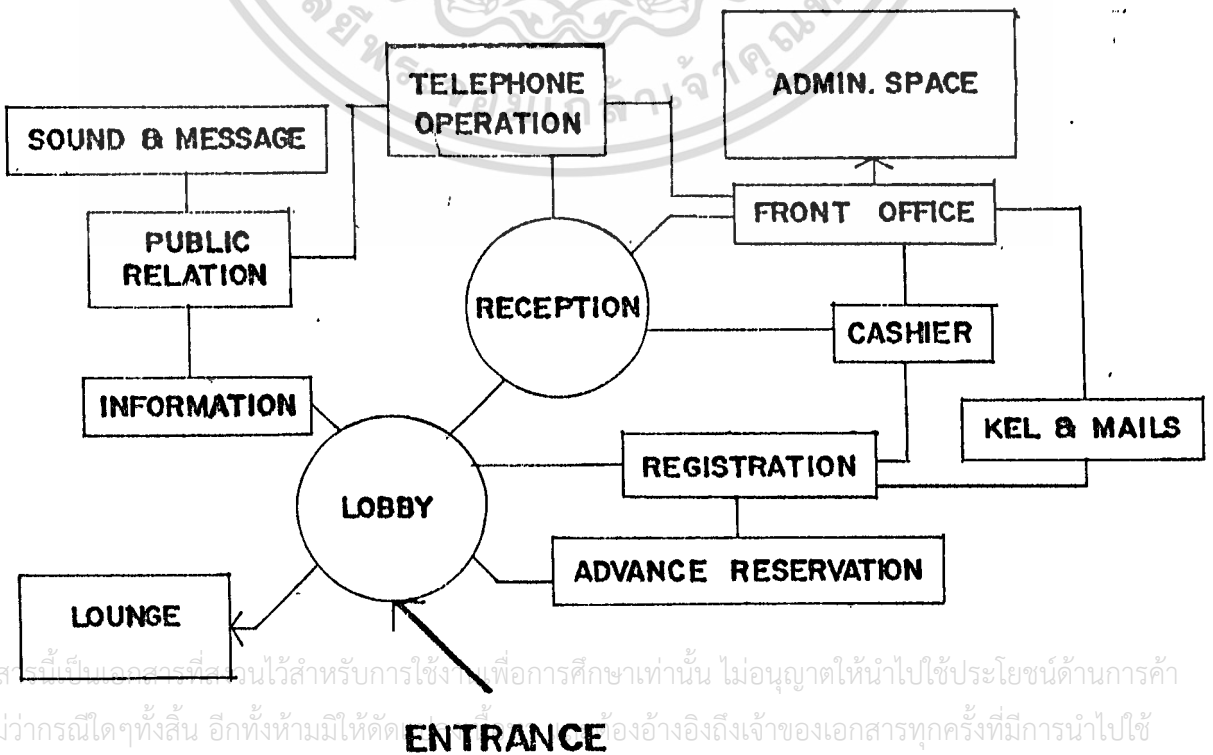 TELEPHONE
OPERATION
ADMIN. SPACE
SOUND & MESSAGE
FRONT OFFICE
PUBLIC
RELATION
RECEPTION
CASHIER
INFORMATION
KEL & MAILS
REGISTRATION
LOBBY
ADVANCE RESERVATION
LOUNGE
สารนี้เป็นเอกสารที่สงวนไว้สำหรับการใช้งานเพื่อการศึกษาเท่านั้น ไม่อนุญาตให้นำไปใช้ประโยชน์ด้านการค้า
ม่ว่ากรณีใดๆทั้งสิ้น อีกทั้งห้ามมิให้ดัด ต้องอ้างอิงถึงเจ้าของเอกสารทุกครั้งที่มีการนำไปใช้
ENTRANCE